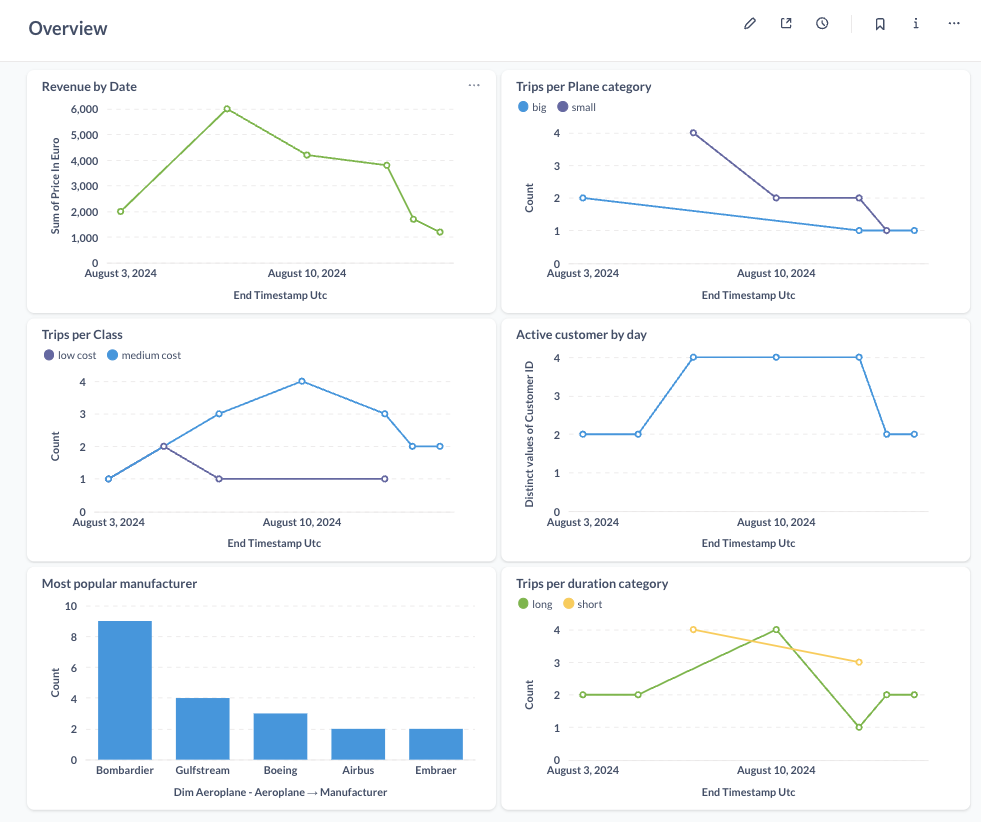 Overview
Revenue by Date
6,000
5,000
4,000
3,000
2,000
1,000
0
Sum of Price In Euro
August 3, 2024
August 10, 2024
End Timestamp Utc
Trips per Plane category
big
small
4
3
2
1
0
Count
August 3, 2024
August 10, 2024
End Timestamp Utc
Trips per Class
low cost
medium cost
4
3
2
1
0
Count
August 3, 2024
August 10, 2024
End Timestamp Utc
Active customer by day
4
3
2
1
0
Distinct values of Customer ID
August 3, 2024
August 10, 2024
End Timestamp Utc
Most popular manufacturer
10
8
6
4
2
0
Count
Bombardier
Gulfstream
Boeing
Airbus
Embraer
Dim Aeroplane - Aeroplane → Manufacturer
Trips per duration category
long
short
4
3
2
1
0
Count
August 3, 2024
August 10, 2024
End Timestamp Utc